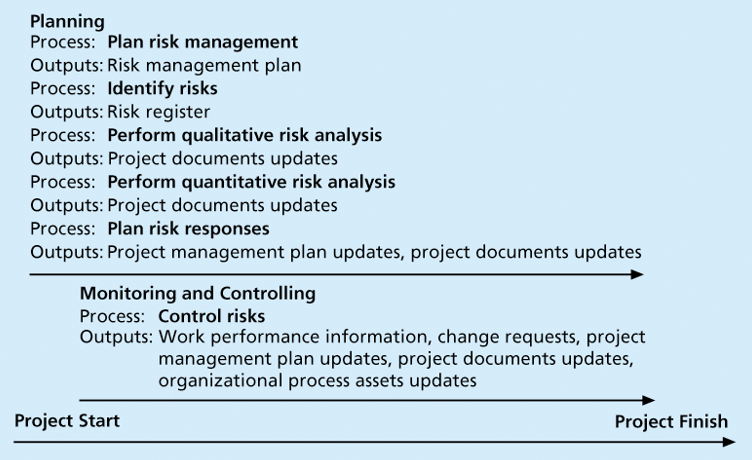 Planning
Process: Plan risk management
Outputs: Risk management plan
Process: Identify risks
Outputs: Risk register
Process: Perform qualitative risk analysis
Outputs: Project documents updates
Process: Perform quantitative risk analysis
Outputs: Project documents updates
Process: Plan risk responses
Outputs: Project management plan updates, project documents updates
Monitoring and Controlling
Process: Control risks
Outputs: Work performance information, change requests, project
management plan updates, project documents updates,
organizational process assets updates
Project Start Project Finish